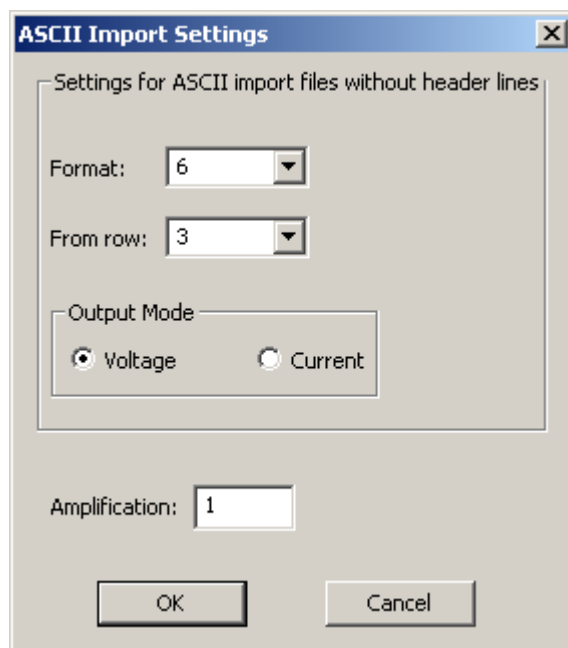 ASCII Import Settings
Settings for ASCII import files without header lines
Format: 6
From row: 3
Output Mode
Voltage Current
Amplification: 1
OK Cancel